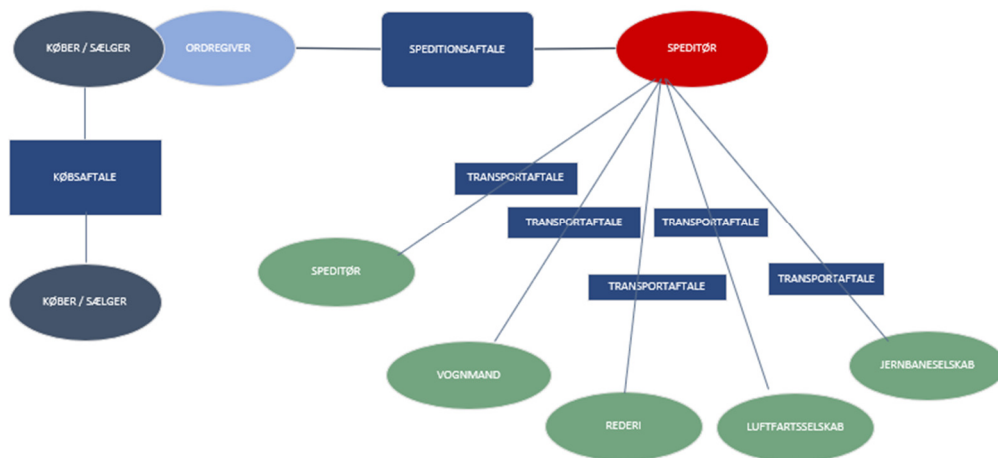 KØBER / SÆLGER
ORDREGIVER
SPEDITIONSAFTALE
SPEDITØR
KØBSAFTALE
TRANSPORTAFTALE
TRANSPORTAFTALE
TRANSPORTAFTALE
SPEDITØR
TRANSPORTAFTALE
TRANSPORTAFTALE
KØBER / SÆLGER
JERNBANESELSKAB
VOGNMAND
REDERI
LUFTFARTSSELSKAB